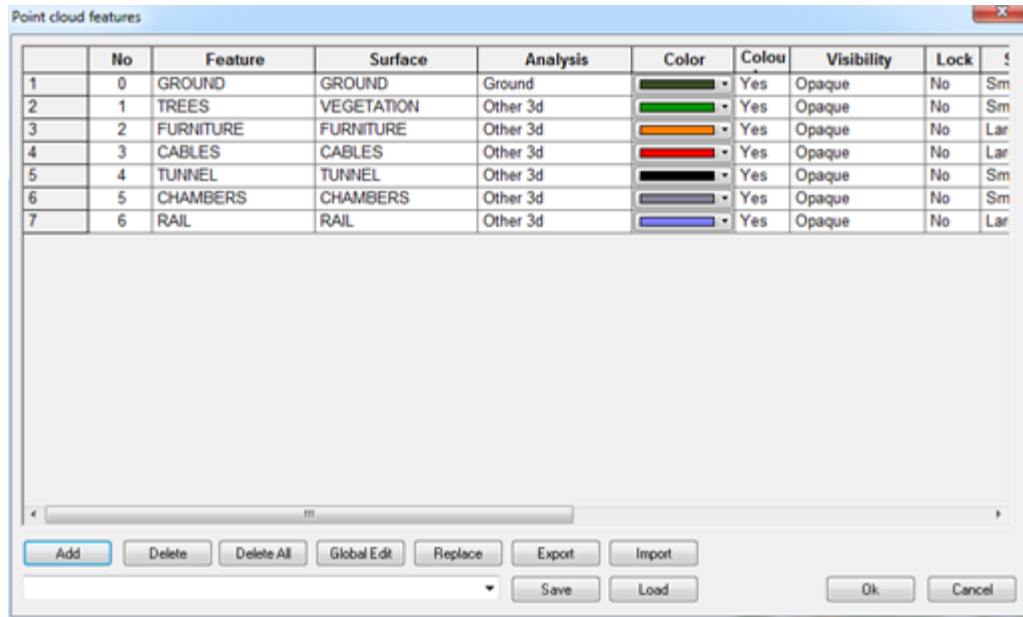 Point cloud features
No Feature Surface Analysis Color Colou Visibility Lock
1 0 GROUND GROUND Ground Yes Opaque No Sm
2 1 TREES VEGETATION Other 3d Yes Opaque No Sm
3 2 FURNITURE FURNITURE Other 3d Yes Opaque No Lar
4 3 CABLES CABLES Other 3d Yes Opaque No Lar
5 4 TUNNEL TUNNEL Other 3d Yes Opaque No Sm
6 5 CHAMBERS CHAMBERS Other 3d Yes Opaque No Sm
7 6 RAIL RAIL Other 3d Yes Opaque No Lar
Add Delete Delete All Global Edit Replace Export Import
Save Load Ok Cancel